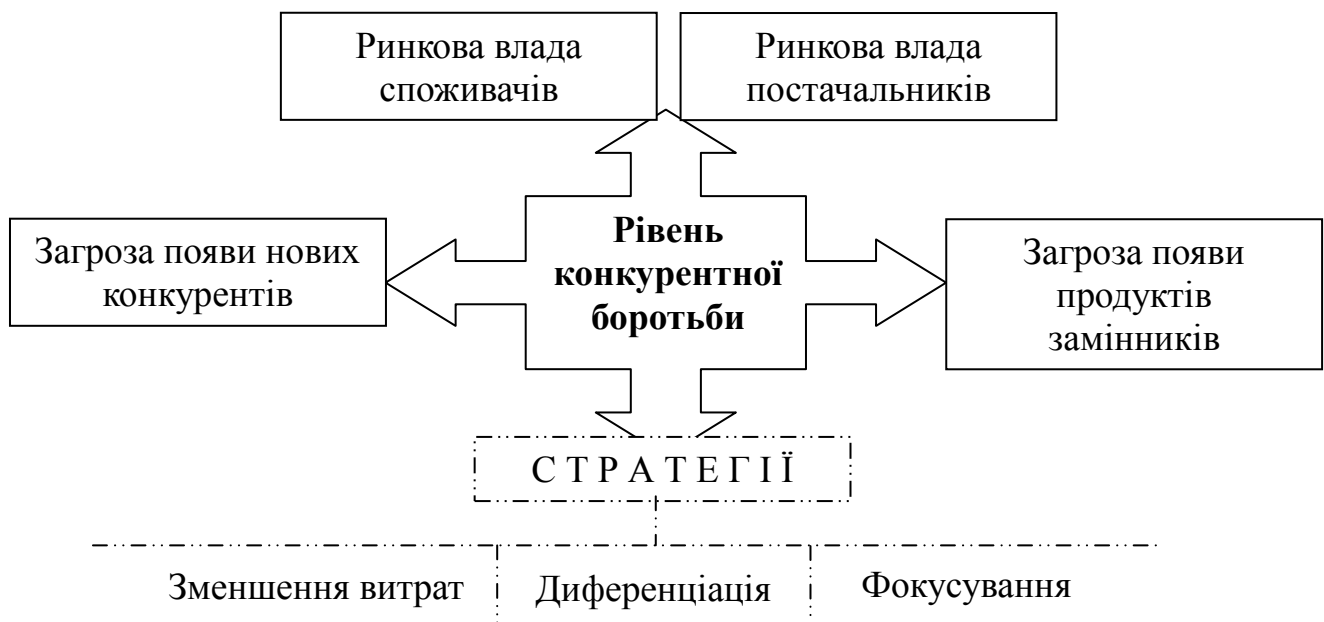 Ринкова влада
споживачів
Ринкова влада
постачальників
Загроза появи нових
конкурентів
Рівень
конкурентної
боротьби
Загроза появи
продуктів
замінників
С Т Р А Т Е Г І Ї
Зменшення витрат
Диференціація
Фокусування